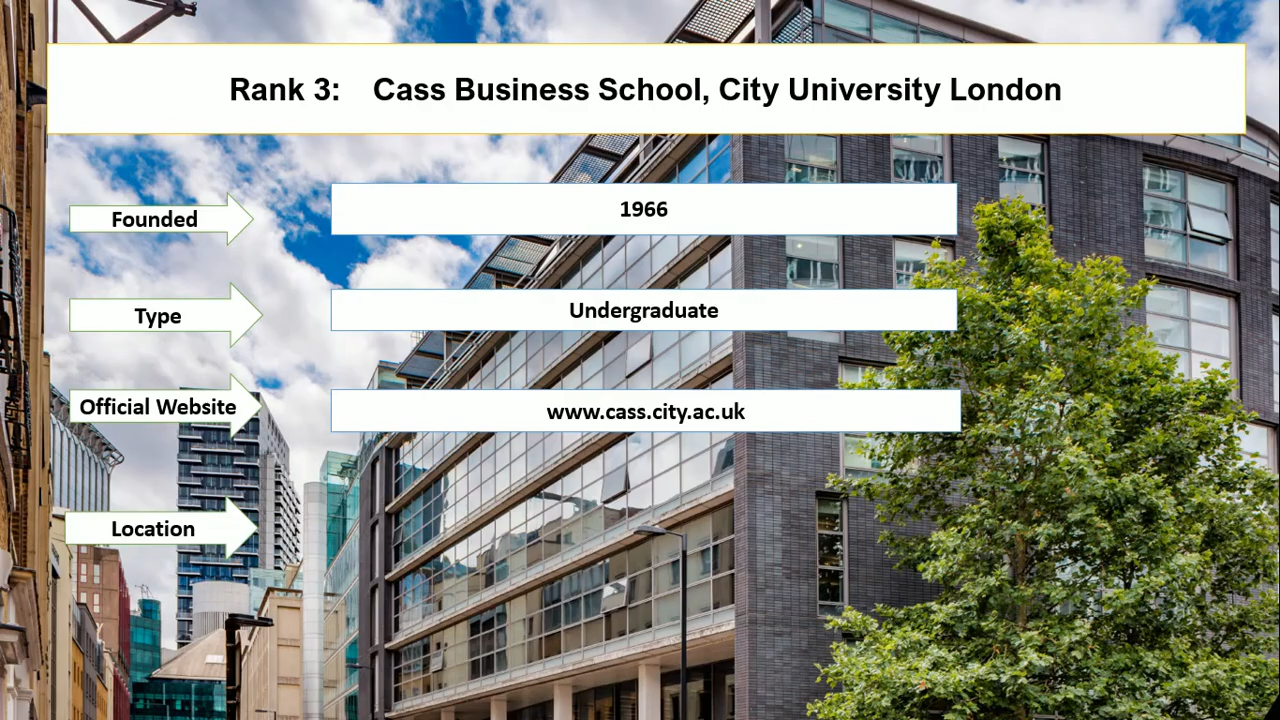 Rank 3: Cass Business School, City University London
Founded
1966
Type
Undergraduate
Official Website
www.cass.city.ac.uk
Location